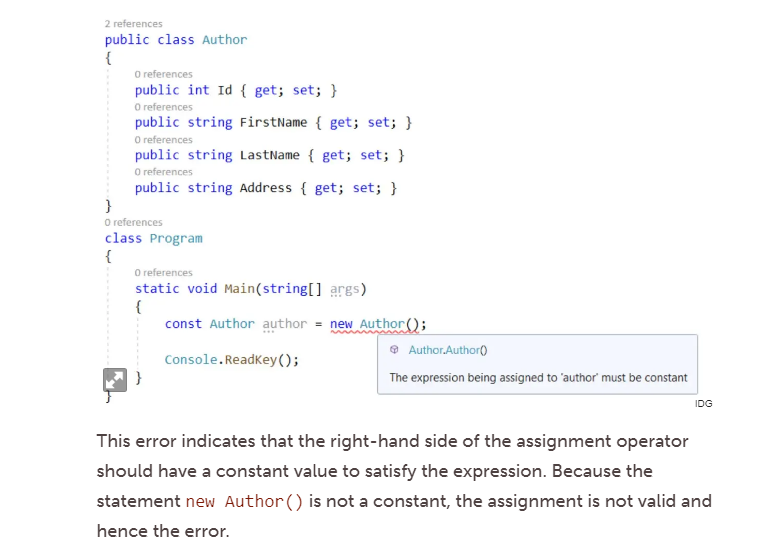 2 references
public class Author
{
0 references
public int Id { get; set; }
0 references
public string FirstName { get; set; }
0 references
public string LastName { get; set; }
0 references
public string Address { get; set; }
}
0 references
class Program
{
0 references
static void Main(string[] args)
{
const Author author = new Author();
Author.Author()
Console.ReadKey();
The expression being assigned to 'author' must be constant
}
}
IDG
This error indicates that the right-hand side of the assignment operator
should have a constant value to satisfy the expression. Because the
statement new Author() is not a constant, the assignment is not valid and
hence the error.